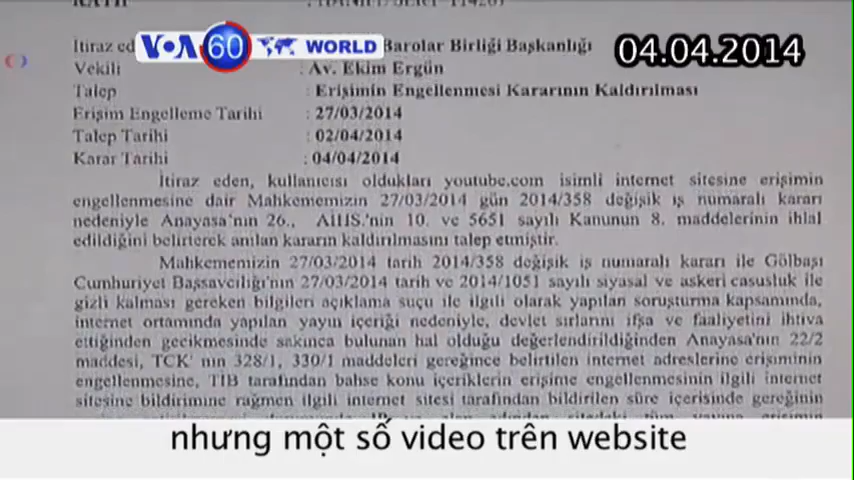 İtiraz ed Barolar Birliği Başkanlığı
VOA 60 WORLD
04.04.2014
Vekili : Av. Ekim Ergün
Talep : Erişimin Engellenmesi Kararının Kaldırılması
Erişim Engelleme Tarihi : 27/03/2014
Talep Tarihi : 02/04/2014
Karar Tarihi : 04/04/2014
İtiraz eden, kullanıcısı oldukları youtube.com isimli internet sitesine erişimin
engellenmesine dair Mahkememizin 27/03/2014 gün 2014/358 değişik iş numaralı kararı
nedeniyle Anayasa'nın 26., AİHS.'nin 10. ve 5651 sayılı Kanunun 8. maddelerinin ihlal
edildiğini belirterek anılan kararın kaldırılmasını talep etmiştir.
Mahkememizin 27/03/2014 tarih 2014/358 değişik iş numaralı kararı ile Gölbaşı
Cumhuriyet Başsavcılığı'nın 27/03/2014 tarih ve 2014/1051 sayılı siyasal ve askeri casusluk ile
gizli kalması gereken bilgileri açıklama suçu ile ilgili olarak yapılan soruşturma kapsamında,
internet ortamında yapılan yayın içeriği nedeniyle, devlet sırlarını ifşa ve faaliyetini ihtiva
ettiğinden gecikmesinde sakınca bulunan hal olduğu değerlendirildiğinden Anayasa'nın 22/2
maddesi, TCK' nın 328/1, 330/1 maddeleri gereğince belirtilen internet adreslerine erişiminin
engellenmesine, TİB tarafından bahse konu içeriklerin erişime engellenmesinin ilgili internet
sitesine bildirimine rağmen ilgili internet sitesi tarafından bildirilen süre içerisinde gereğinin
nhưng một số video trên website